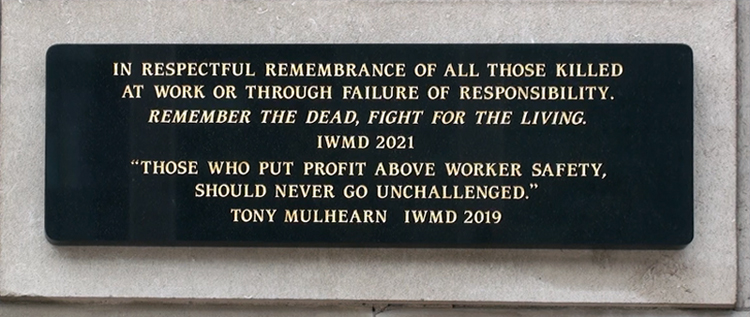 IN RESPECTFUL REMEMBRANCE OF ALL THOSE KILLED
AT WORK OR THROUGH FAILURE OF RESPONSIBILITY.
REMEMBER THE DEAD, FIGHT FOR THE LIVING.
IWMD 2021
“THOSE WHO PUT PROFIT ABOVE WORKER SAFETY,
SHOULD NEVER GO UNCHALLENGED.”
TONY MULHEARN IWMD 2019